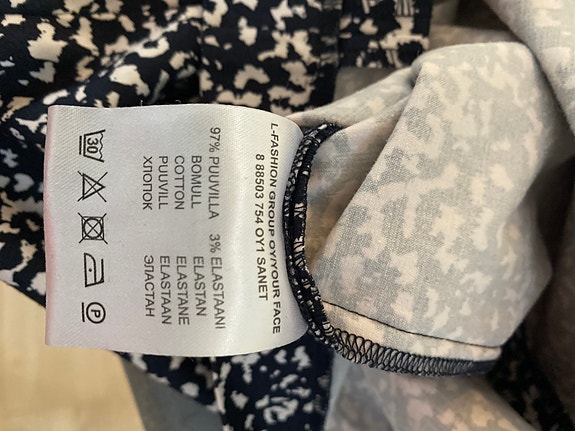 L-FASHION GROUP OY/YOUR FACE
8 88503 754 OY1 SANET
97% PUUVILLA 3% ELASTAANI
BOMULL ELASTAN
COTTON ELASTANE
PUUVILL ELASTAAN
ХЛОПОК ЭЛАСТАН
30 P